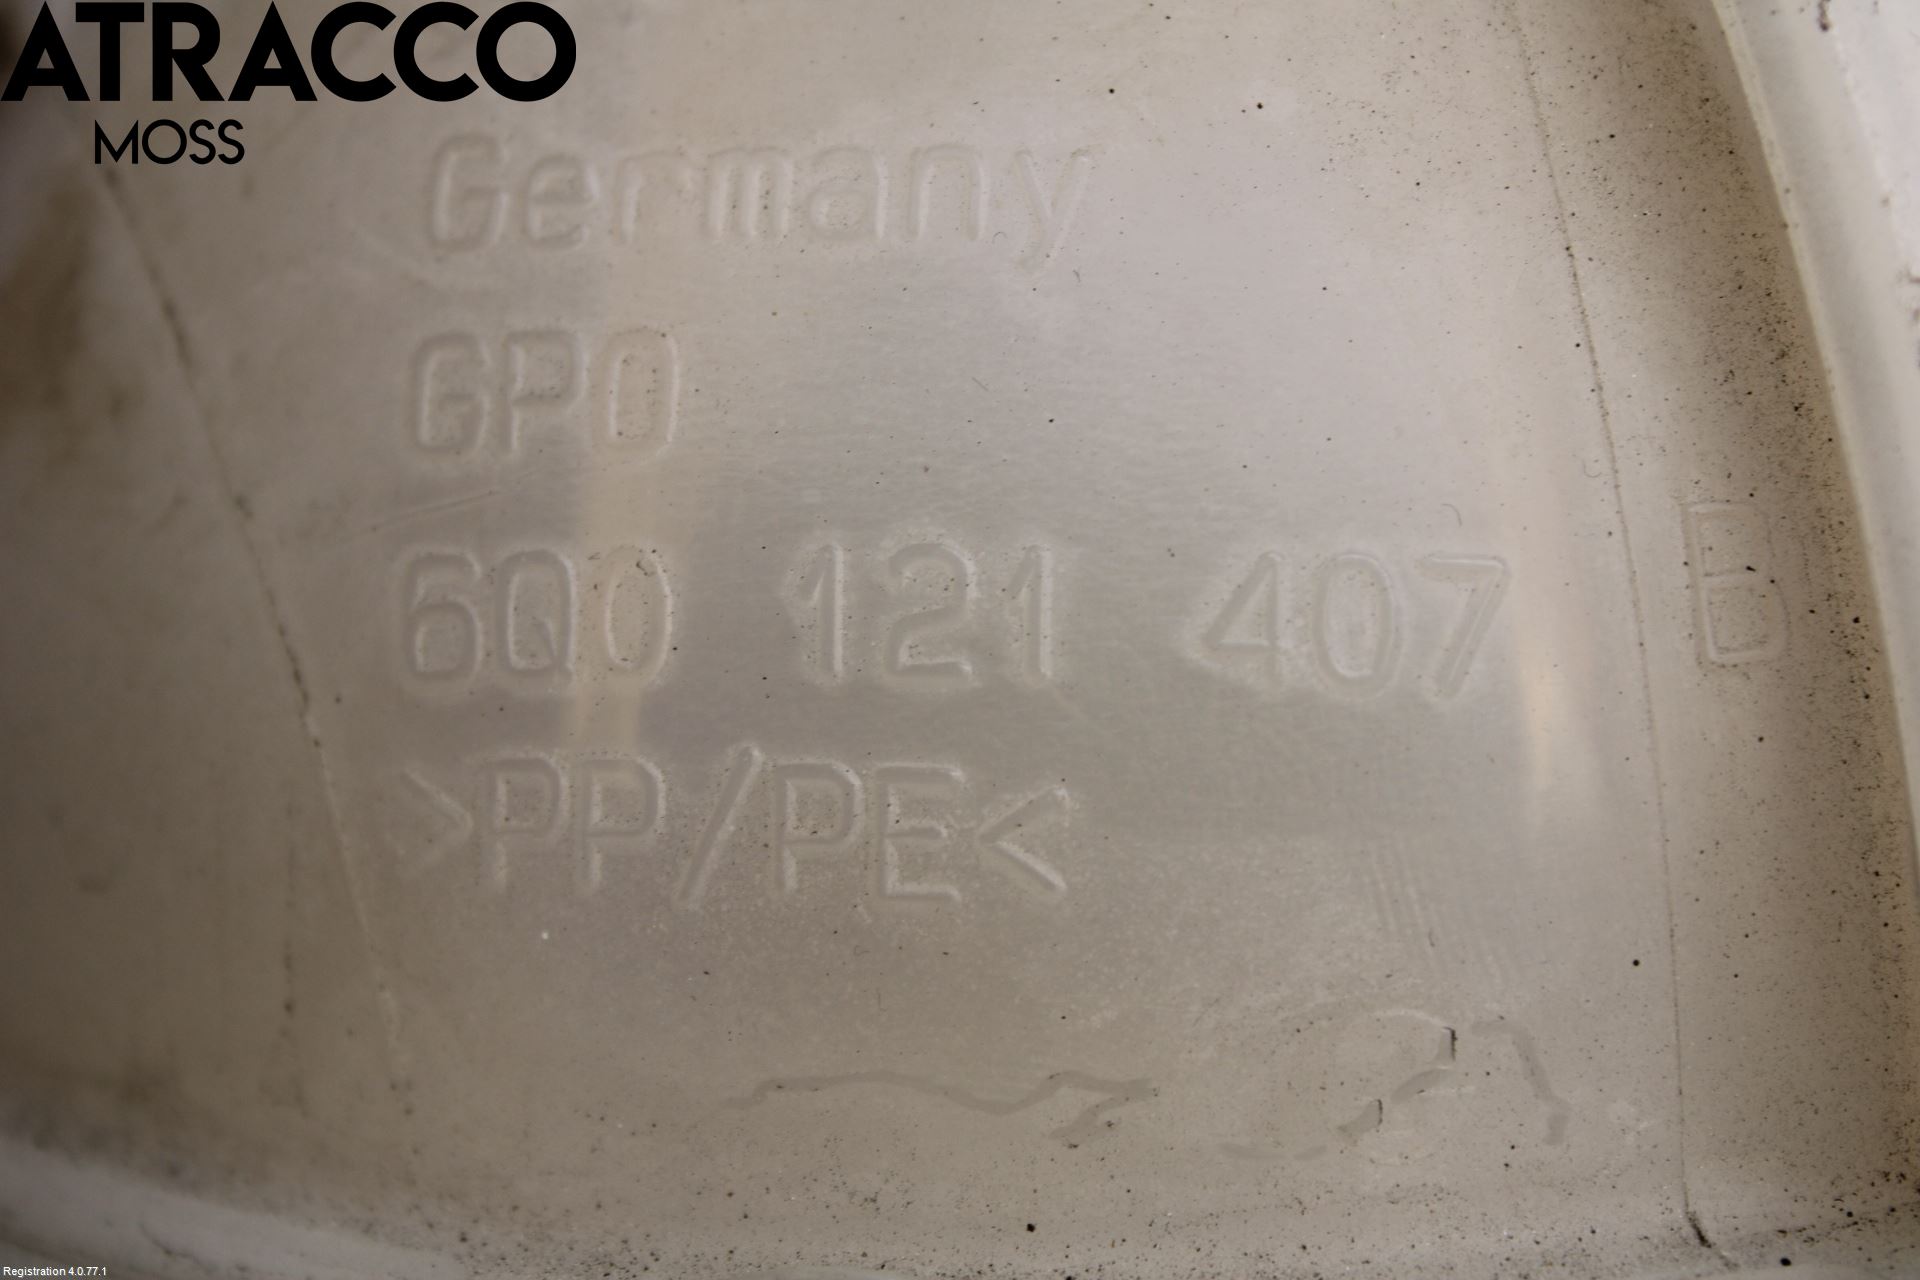 ATRACCO
MOSS
Germany
GPO
6Q0 121 407 B
>PP/PE<
Registration 4.0.77.1